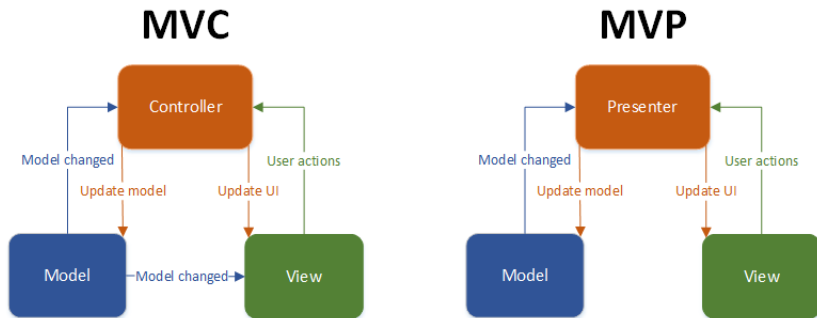 MVC
MVP
Controller
Presenter
Model changed
User actions
Model changed
User actions
Update model
Update UI
Update model
Update UI
Model
Model changed
View
Model
View